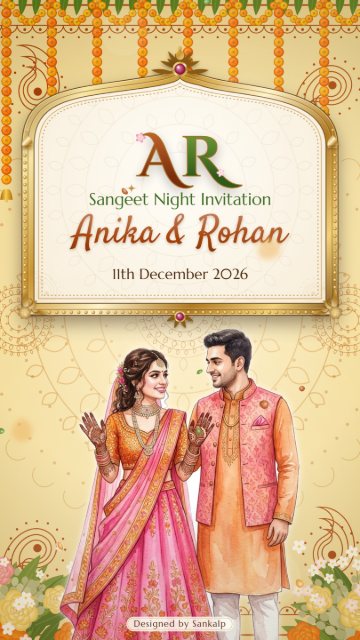 AR
Sangeet Night Invitation
Anika & Rohan
11th December 2026
Designed by Sankalp